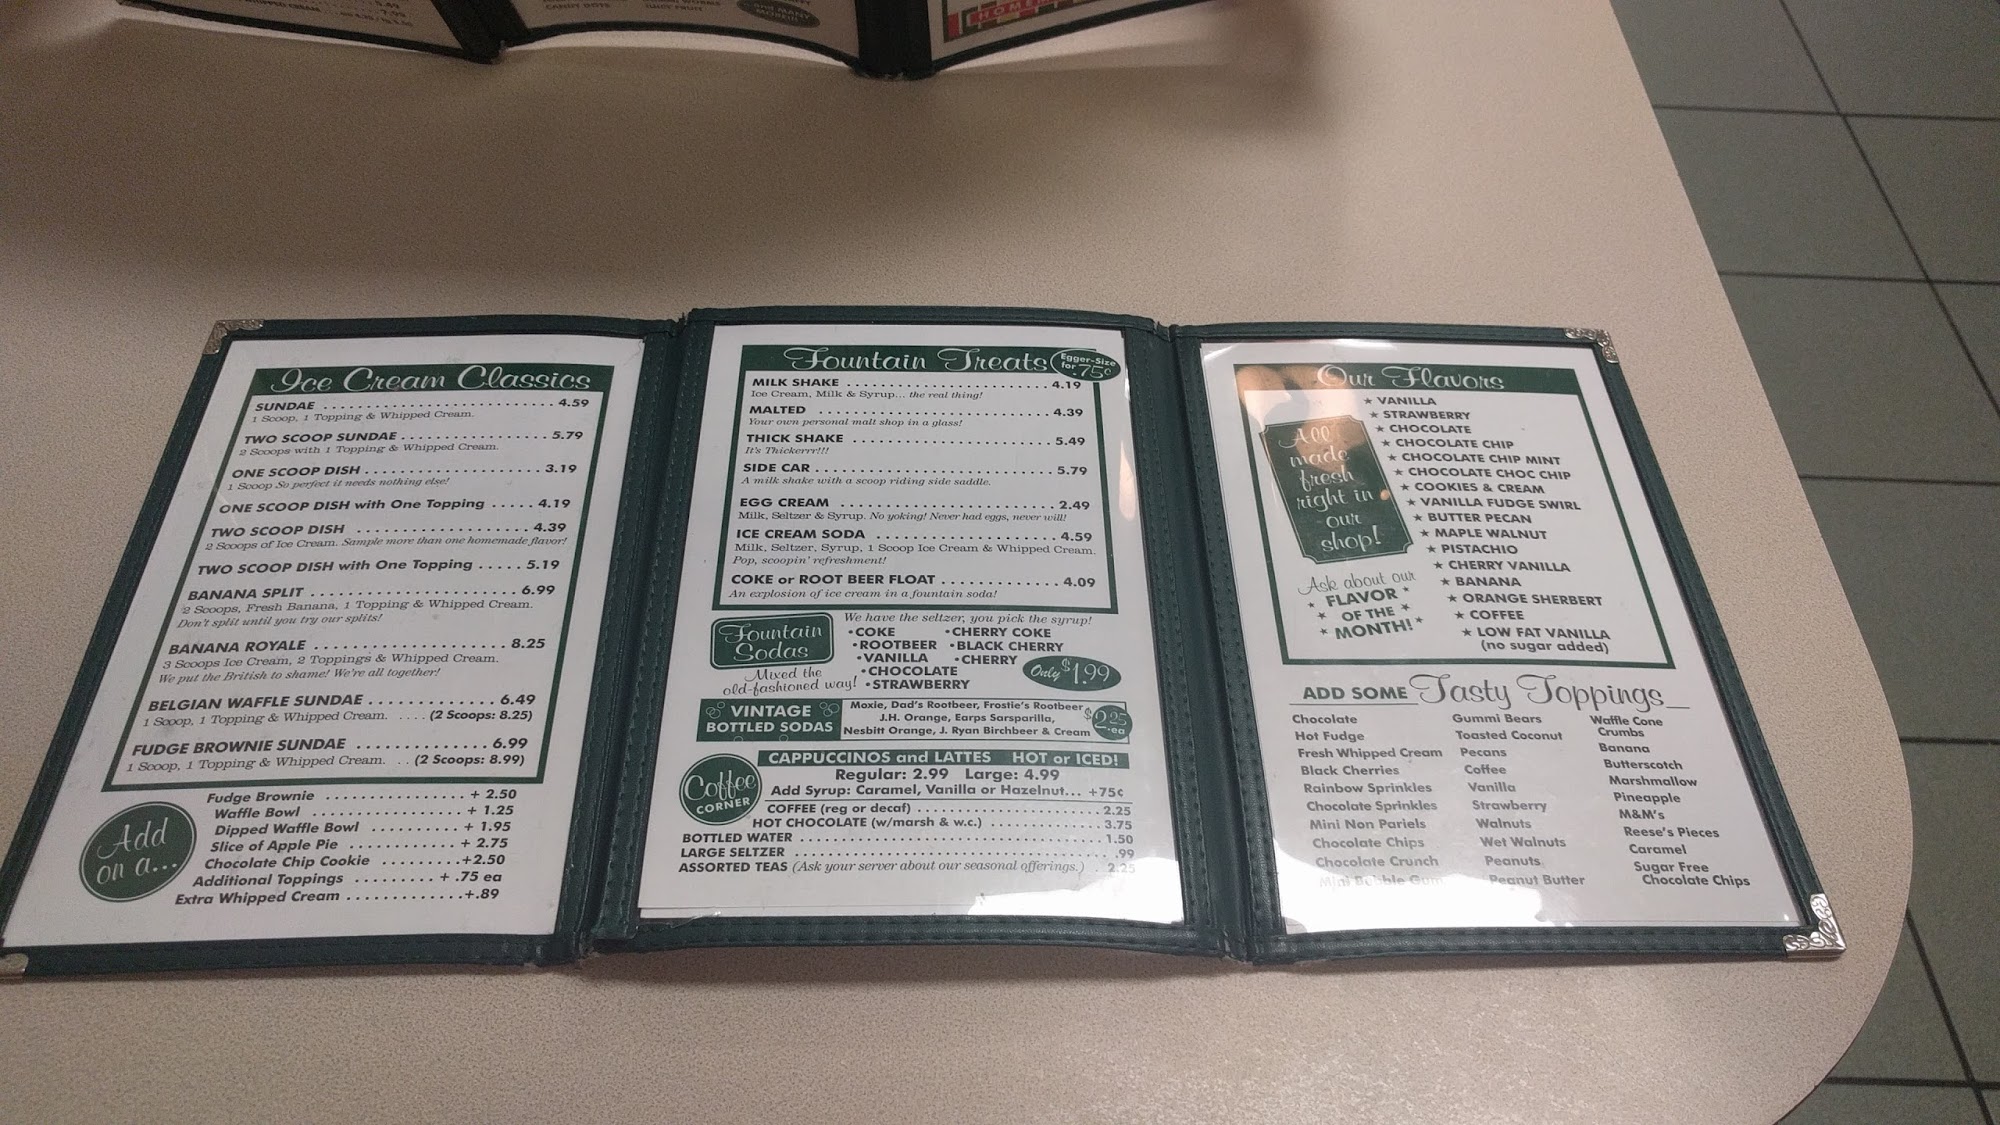 WHIPPED CREAM
5.49
7.99
CANDY DOTS
JUICY FRUIT
and MANY
MORE!!!
Ice Cream Classics
SUNDAE . . . . . . . . . . . . . . . . . . . . . . . . . . 4.59
1 Scoop, 1 Topping & Whipped Cream.
TWO SCOOP SUNDAE . . . . . . . . . . . . . . . . 5.79
2 Scoops with 1 Topping & Whipped Cream.
ONE SCOOP DISH . . . . . . . . . . . . . . . . . . . 3.19
1 Scoop So perfect it needs nothing else!
ONE SCOOP DISH with One Topping . . . . . 4.19
TWO SCOOP DISH . . . . . . . . . . . . . . . . . . . 4.39
2 Scoops of Ice Cream. Sample more than one homemade flavor!
TWO SCOOP DISH with One Topping . . . . . 5.19
BANANA SPLIT . . . . . . . . . . . . . . . . . . . . . . 6.99
2 Scoops, Fresh Banana, 1 Topping & Whipped Cream.
Don't split until you try our splits!
BANANA ROYALE . . . . . . . . . . . . . . . . . . . . 8.25
3 Scoops Ice Cream, 2 Toppings & Whipped Cream.
We put the British to shame! We're all together!
BELGIAN WAFFLE SUNDAE . . . . . . . . . . . . . 6.49
1 Scoop, 1 Topping & Whipped Cream. . . . . (2 Scoops: 8.25)
FUDGE BROWNIE SUNDAE . . . . . . . . . . . . . 6.99
1 Scoop, 1 Topping & Whipped Cream. . . (2 Scoops: 8.99)
Add
on a...
Fudge Brownie . . . . . . . . . . . . . . . . + 2.50
Waffle Bowl . . . . . . . . . . . . . . . . . . + 1.25
Dipped Waffle Bowl . . . . . . . . . . + 1.95
Slice of Apple Pie . . . . . . . . . . . . + 2.75
Chocolate Chip Cookie . . . . . . . . . +2.50
Additional Toppings . . . . . . . . . + .75 ea
Extra Whipped Cream . . . . . . . . . . . . . +.89
Fountain Treats
Egger-Size
for .75¢
MILK SHAKE . . . . . . . . . . . . . . . . . . . . . . 4.19
Ice Cream, Milk & Syrup... the real thing!
MALTED . . . . . . . . . . . . . . . . . . . . . . . . . 4.39
Your own personal malt shop in a glass!
THICK SHAKE . . . . . . . . . . . . . . . . . . . . . 5.49
It's Thickerrr!!!
SIDE CAR . . . . . . . . . . . . . . . . . . . . . . . . . 5.79
A milk shake with a scoop riding side saddle.
EGG CREAM . . . . . . . . . . . . . . . . . . . . . . . 2.49
Milk, Seltzer & Syrup. No yoking! Never had eggs, never will!
ICE CREAM SODA . . . . . . . . . . . . . . . . . . . 4.59
Milk, Seltzer, Syrup, 1 Scoop Ice Cream & Whipped Cream.
Pop, scoopin' refreshment!
COKE or ROOT BEER FLOAT . . . . . . . . . . . . 4.09
An explosion of ice cream in a fountain soda!
Fountain
Sodas
Mixed the
old-fashioned way!
We have the seltzer, you pick the syrup!
•COKE •CHERRY COKE
•ROOTBEER •BLACK CHERRY
•VANILLA •CHERRY
•CHOCOLATE
•STRAWBERRY
Only $1.99
VINTAGE
BOTTLED SODAS
Moxie, Dad's Rootbeer, Frostie's Rootbeer
J.H. Orange, Earps Sarsparilla,
Nesbitt Orange, J. Ryan Birchbeer & Cream
$2.25
ea
Coffee
CORNER
CAPPUCCINOS and LATTES HOT or ICED!
Regular: 2.99 Large: 4.99
Add Syrup: Caramel, Vanilla or Hazelnut... +75¢
COFFEE (reg or decaf) . . . . . . . . . . . . . . . . . . . . . . . . 2.25
HOT CHOCOLATE (w/marsh & w.c.) . . . . . . . . . . . . . . 3.75
BOTTLED WATER . . . . . . . . . . . . . . . . . . . . . . . . . . . . . 1.50
LARGE SELTZER . . . . . . . . . . . . . . . . . . . . . . . . . . . . . . .99
ASSORTED TEAS (Ask your server about our seasonal offerings.) . 2.25
Our Flavors
All
made
fresh
right in
our
shop!
Ask about our
★ FLAVOR ★
★ OF THE ★
★ MONTH! ★
★ VANILLA
★ STRAWBERRY
★ CHOCOLATE
★ CHOCOLATE CHIP
★ CHOCOLATE CHIP MINT
★ CHOCOLATE CHOC CHIP
★ COOKIES & CREAM
★ VANILLA FUDGE SWIRL
★ BUTTER PECAN
★ MAPLE WALNUT
★ PISTACHIO
★ CHERRY VANILLA
★ BANANA
★ ORANGE SHERBERT
★ COFFEE
★ LOW FAT VANILLA
(no sugar added)
ADD SOME Tasty Toppings
Chocolate
Hot Fudge
Fresh Whipped Cream
Black Cherries
Rainbow Sprinkles
Chocolate Sprinkles
Mini Non Pariels
Chocolate Chips
Chocolate Crunch
Mini Bubble Gum
Gummi Bears
Toasted Coconut
Pecans
Coffee
Vanilla
Strawberry
Walnuts
Wet Walnuts
Peanuts
Peanut Butter
Waffle Cone
Crumbs
Banana
Butterscotch
Marshmallow
Pineapple
M&M's
Reese's Pieces
Caramel
Sugar Free
Chocolate Chips